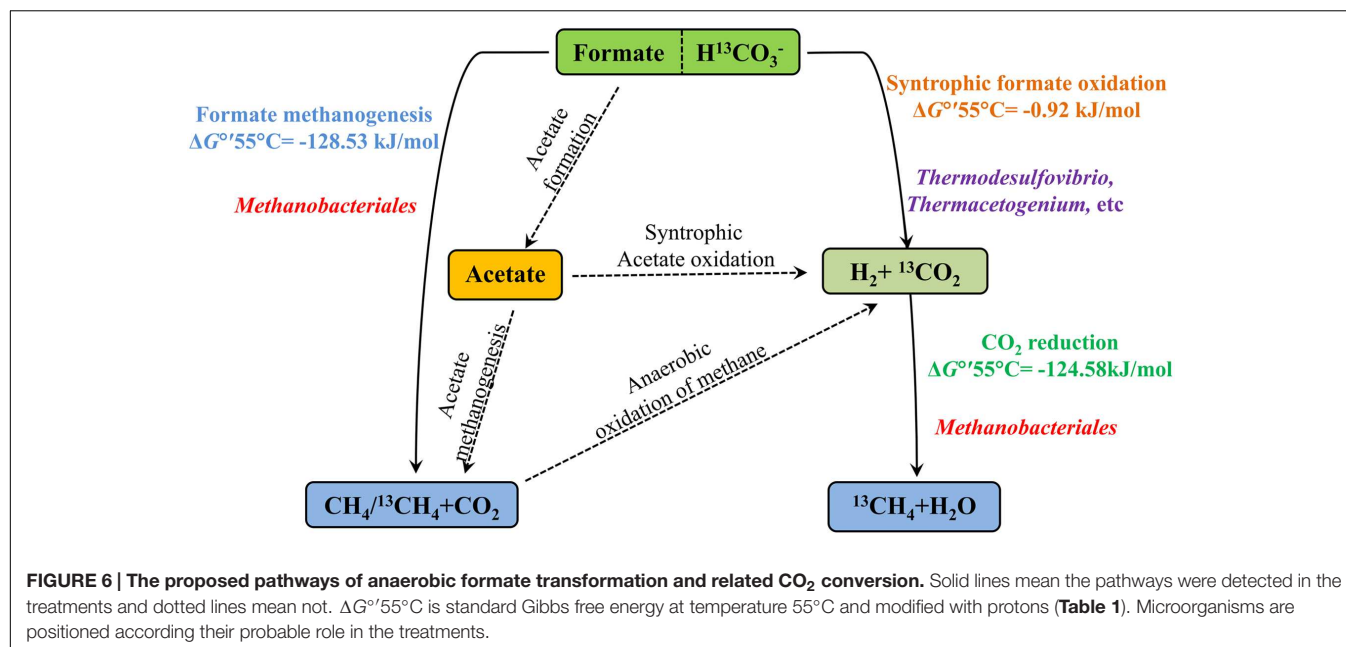 Formate
H¹³CO₃⁻
Formate methanogenesis
ΔG°′55°C= -128.53 kJ/mol
Methanobacteriales
Acetate
formation
Syntrophic formate oxidation
ΔG°′55°C= -0.92 kJ/mol
Thermodesulfovibrio,
Thermacetogenium, etc
Acetate
Syntrophic
Acetate oxidation
H₂+ ¹³CO₂
Acetate
methanogenesis
Anaerobic
oxidation of methane
CO₂ reduction
ΔG°′55°C= -124.58kJ/mol
Methanobacteriales
CH₄/¹³CH₄+CO₂
¹³CH₄+H₂O
FIGURE 6 | The proposed pathways of anaerobic formate transformation and related CO₂ conversion. Solid lines mean the pathways were detected in the
treatments and dotted lines mean not. ΔG°′55°C is standard Gibbs free energy at temperature 55°C and modified with protons (Table 1). Microorganisms are
positioned according their probable role in the treatments.